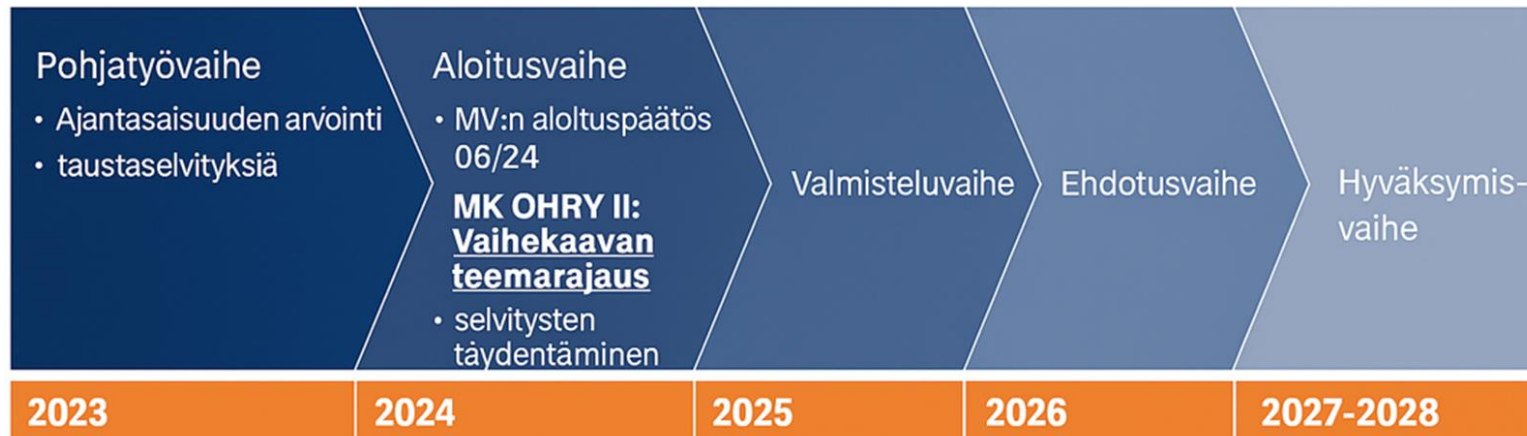 Pohjatyövaihe
• Ajantasaisuuden arvíointi
• taustaselvityksiä
Aloitusvaihe
• MV:n aloltuspäätös
06/24
MK OHRY II:
Vaihekaavan
teemarajaus
• selvitysten
täydentäminen
Valmisteluvaihe
Ehdotusvaihe
Hyväksymis-
vaihe
2023
2024
2025
2026
2027-2028